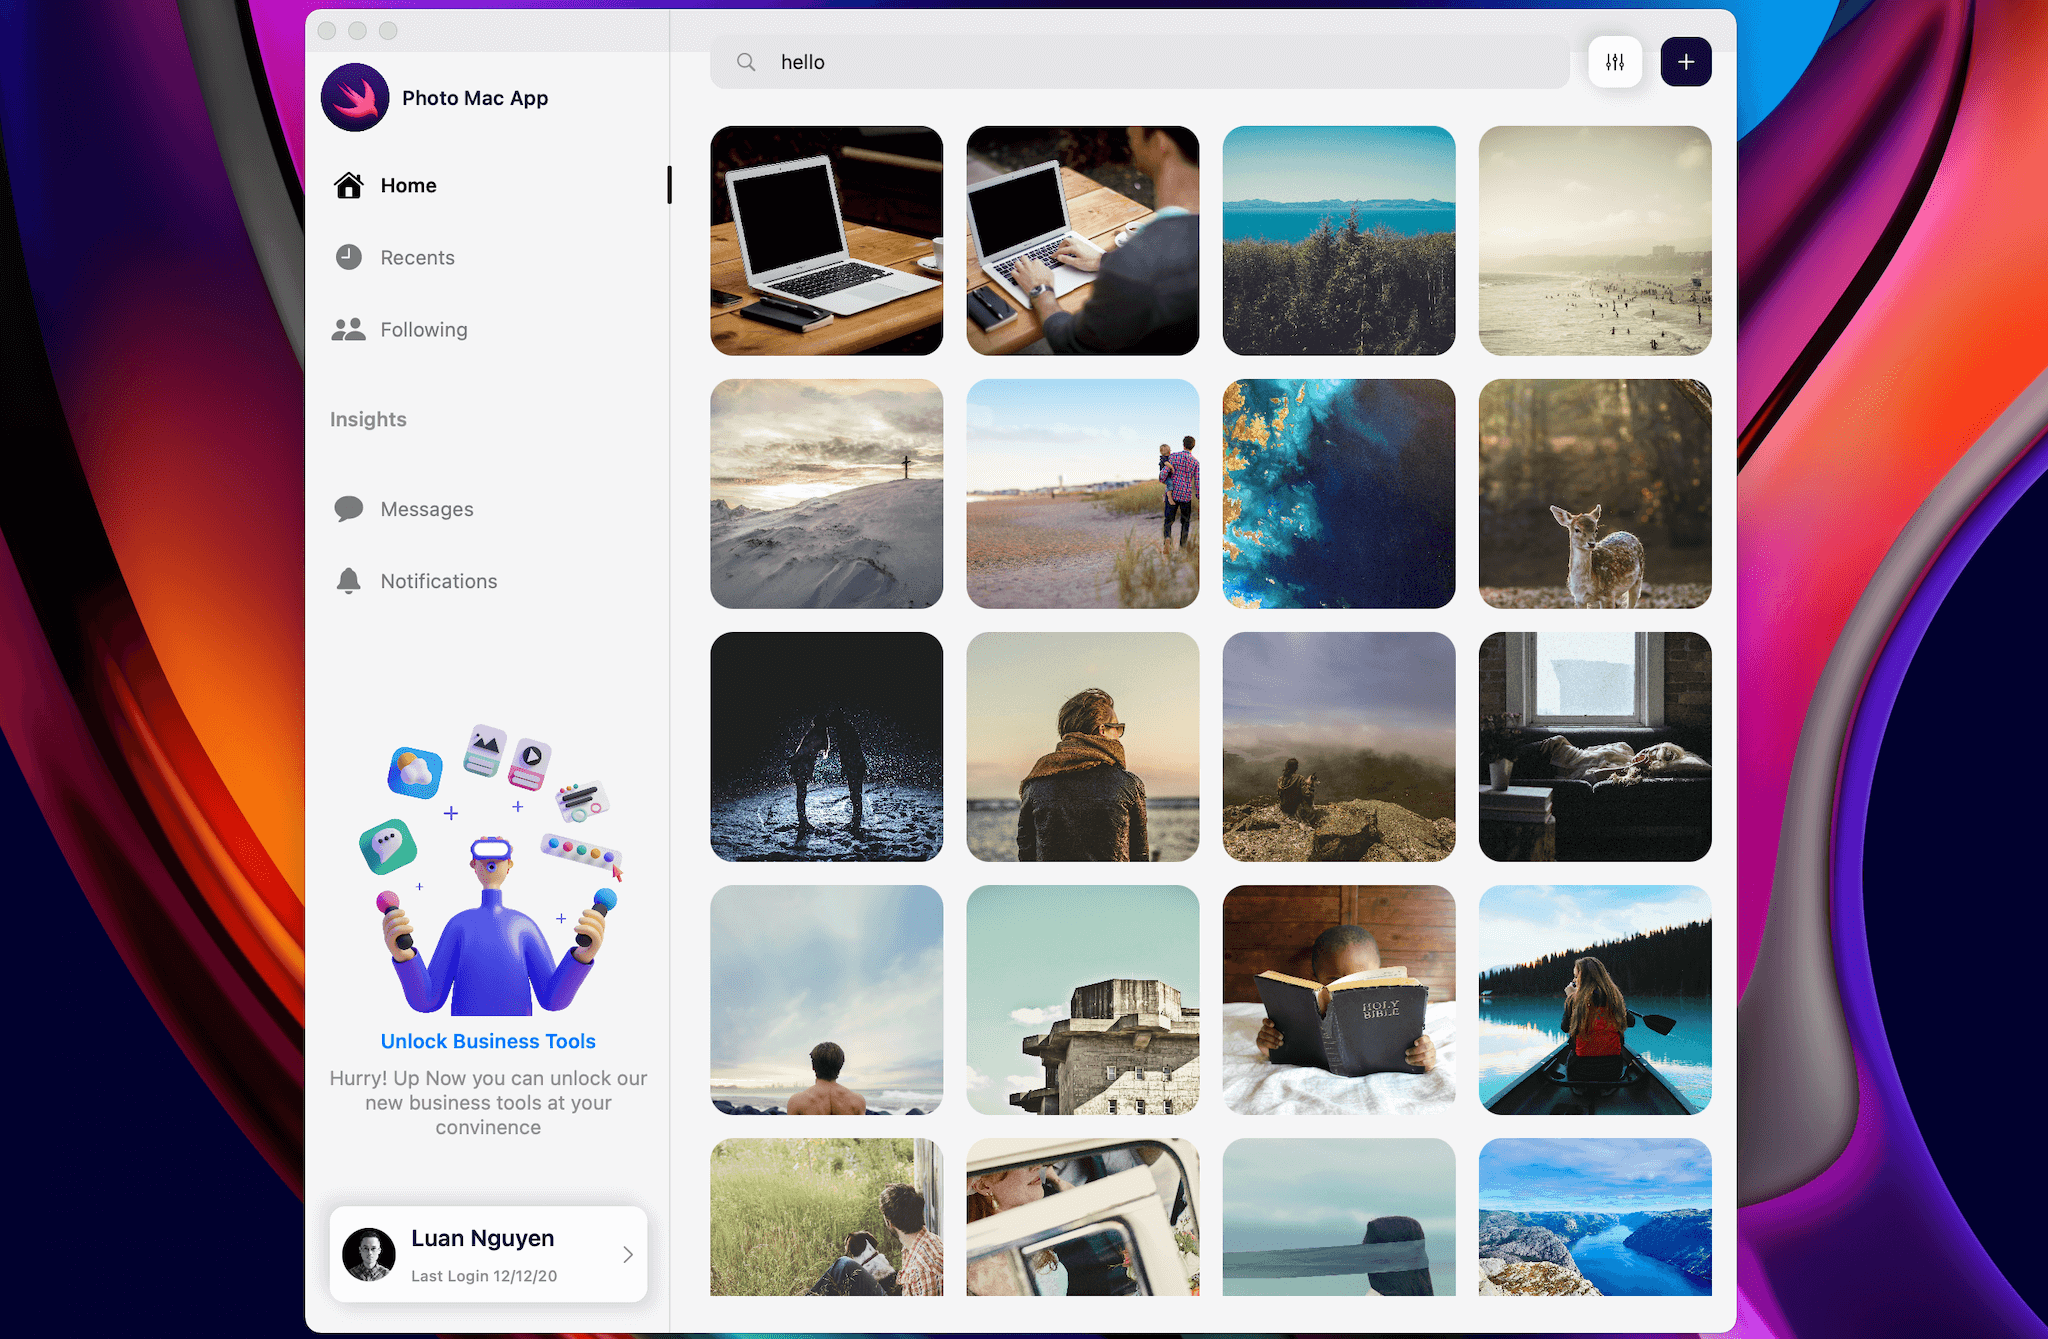 hello
Photo Mac App
Home
Recents
Following
Insights
Messages
Notifications
Unlock Business Tools
Hurry! Up Now you can unlock our
new business tools at your
convinence
Luan Nguyen
Last Login 12/12/20
HOLY
BIBLE